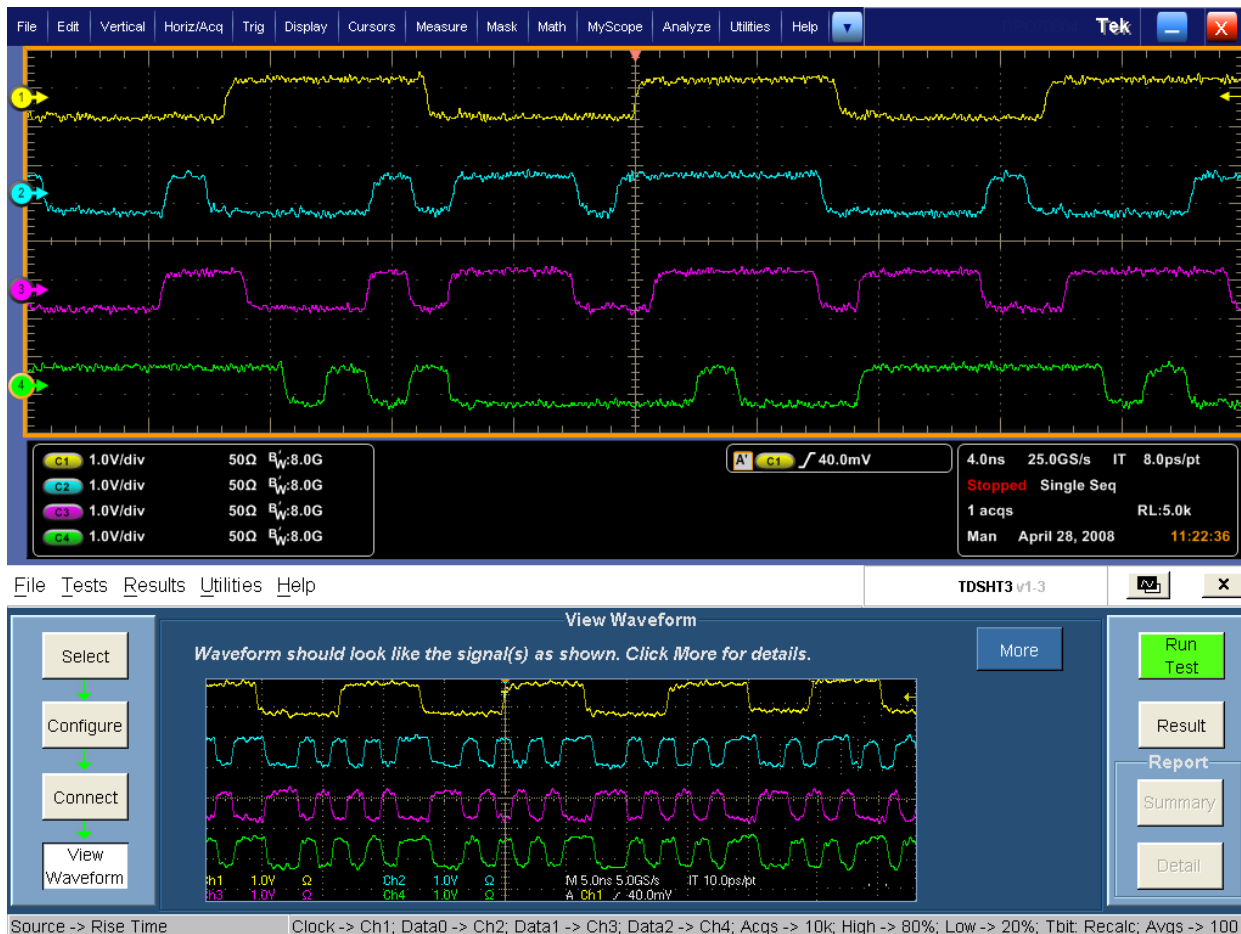 File Edit Vertical Horiz/Acq Trig Display Cursors Measure Mask Math MyScope Analyze Utilities Help Tek X
1
2
3
4
C1 1.0V/div 50Ω B'W:8.0G
C2 1.0V/div 50Ω B'W:8.0G
C3 1.0V/div 50Ω B'W:8.0G
C4 1.0V/div 50Ω B'W:8.0G
A' C1 40.0mV
4.0ns 25.0GS/s IT 8.0ps/pt
Stopped Single Seq
1 acqs RL:5.0k
Man April 28, 2008 11:22:36
File Tests Results Utilities Help TDSHT3 v1-3 x
View Waveform
Waveform should look like the signal(s) as shown. Click More for details.
More
Select
Configure
Connect
View
Waveform
Ch1 1.0V Ω Ch2 1.0V Ω M 5.0ns 5.0GS/s IT 10.0ps/pt
Ch3 1.0V Ω Ch4 1.0V Ω A Ch1 40.0mV
Run
Test
Result
Report
Summary
Detail
Source -> Rise Time Clock -> Ch1; Data0 -> Ch2; Data1 -> Ch3; Data2 -> Ch4; Acqs -> 10k; High -> 80%; Low -> 20%; Tbit: Recalc; Avgs -> 100